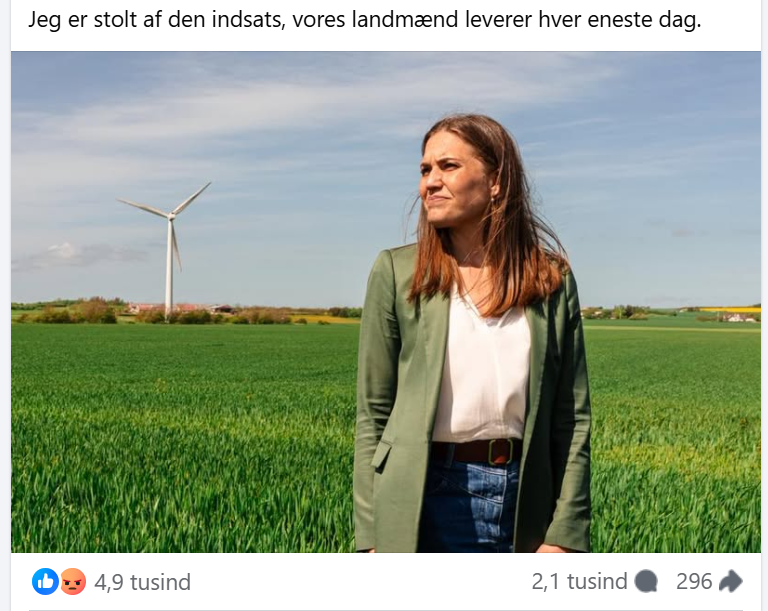 Jeg er stolt af den indsats, vores landmænd leverer hver eneste dag.
4,9 tusind
2,1 tusind
296